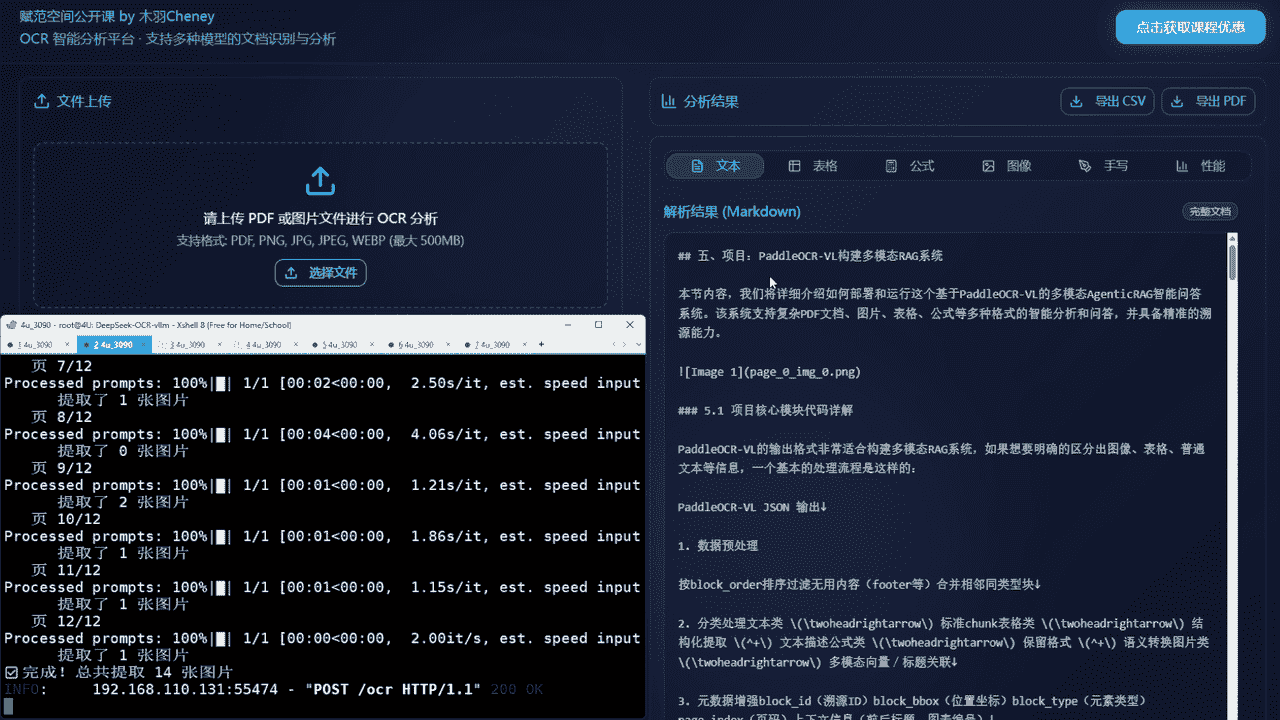 赋范空间公开课 by 木羽Cheney
OCR 智能分析平台 · 支持多种模型的文档识别与分析
点击获取课程优惠
文件上传
请上传 PDF 或图片文件进行 OCR 分析
支持格式: PDF, PNG, JPG, JPEG, WEBP (最大 500MB)
选择文件
4u_3090 - root@4U: DeepSeek-OCR-vllm - Xshell 8 (Free for Home/School)
1 4u_3090
2 4u_3090
3 4u_3090
4 4u_3090
5 4u_3090
6 4u_3090
7 4u_3090
页 7/12
Processed prompts: 100%| | 1/1 [00:02<00:00, 2.50s/it, est. speed input
提取了 1 张图片
页 8/12
Processed prompts: 100%| | 1/1 [00:04<00:00, 4.06s/it, est. speed input
提取了 0 张图片
页 9/12
Processed prompts: 100%| | 1/1 [00:01<00:00, 1.21s/it, est. speed input
提取了 2 张图片
页 10/12
Processed prompts: 100%| | 1/1 [00:01<00:00, 1.86s/it, est. speed input
提取了 1 张图片
页 11/12
Processed prompts: 100%| | 1/1 [00:01<00:00, 1.15s/it, est. speed input
提取了 1 张图片
页 12/12
Processed prompts: 100%| | 1/1 [00:00<00:00, 2.00it/s, est. speed input
提取了 1 张图片
完成! 总共提取 14 张图片
INFO: 192.168.110.131:55474 - "POST /ocr HTTP/1.1" 200 OK
分析结果
导出 CSV
导出 PDF
文本
表格
公式
图像
手写
性能
解析结果 (Markdown)
完整文档
## 五、项目：PaddleOCR-VL构建多模态RAG系统
本节内容，我们将详细介绍如何部署和运行这个基于PaddleOCR-VL的多模态AgenticRAG智能问答
系统。该系统支持复杂PDF文档、图片、表格、公式等多种格式的智能分析和问答，并具备精准的溯
源能力。
![Image 1](page_0_img_0.png)
### 5.1 项目核心模块代码详解
PaddleOCR-VL的输出格式非常适合构建多模态RAG系统，如果想要明确的区分出图像、表格、普通
文本等信息，一个基本的处理流程是这样的：
PaddleOCR-VL JSON 输出↓
1. 数据预处理
按block_order排序过滤无用内容（footer等）合并相邻同类型块↓
2. 分类处理文本类 \(\twoheadrightarrow\) 标准chunk表格类 \(\twoheadrightarrow\) 结
构化提取 \(^+\) 文本描述公式类 \(\twoheadrightarrow\) 保留格式 \(^+\) 语义转换图片类
\(\twoheadrightarrow\) 多模态向量／标题关联↓
3. 元数据增强block_id（溯源ID）block_bbox（位置坐标）block_type（元素类型）
page_index（页码）上下文信息（前后标题、图表编号）↓